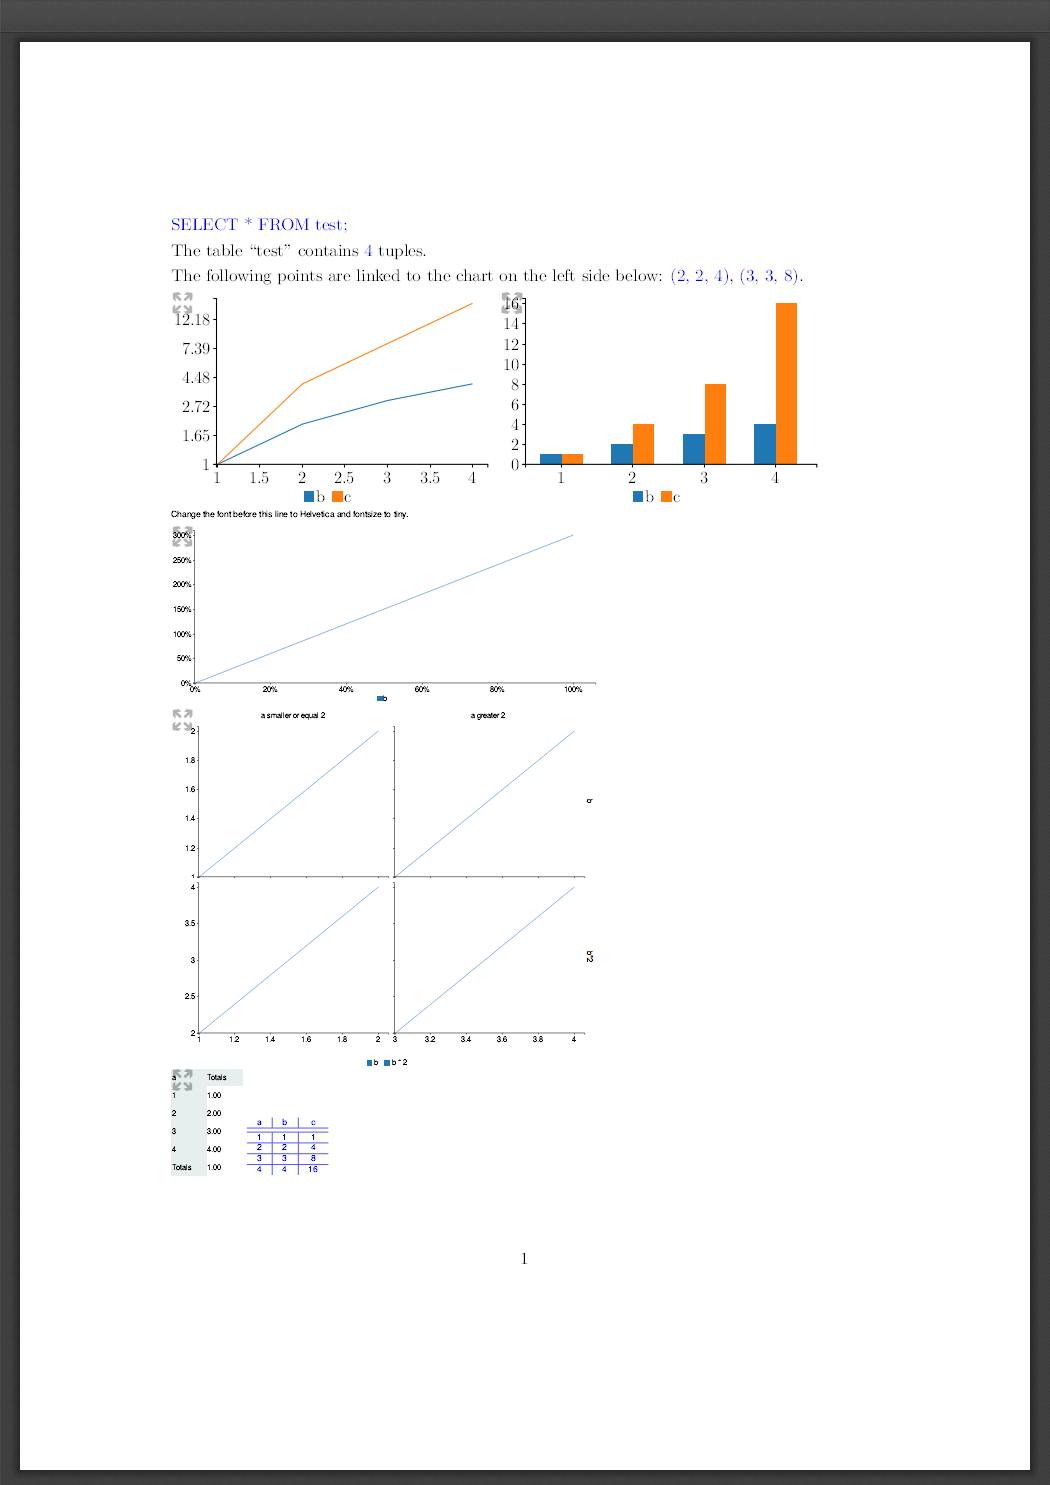 SELECT * FROM test;
The table “test” contains 4 tuples.
The following points are linked to the chart on the left side below: (2, 2, 4), (3, 3, 8).
12.18
7.39
4.48
2.72
1.65
1
1 1.5 2 2.5 3 3.5 4
b c
16
14
12
10
8
6
4
2
0
1 2 3 4
b c
Change the font before this line to Helvetica and fontsize to tiny.
300%
250%
200%
150%
100%
50%
0%
0% 20% 40% 60% 80% 100%
b
a smaller or equal 2 a greater 2
2
1.8
1.6
1.4
1.2
1
b
4
3.5
3
2.5
2
b^2
1 1.2 1.4 1.6 1.8 2 3 3.2 3.4 3.6 3.8 4
b b ^ 2
a Totals
1 1.00
2 2.00
3 3.00
4 4.00
Totals 1.00
a b c
1 1 1
2 2 4
3 3 8
4 4 16
1